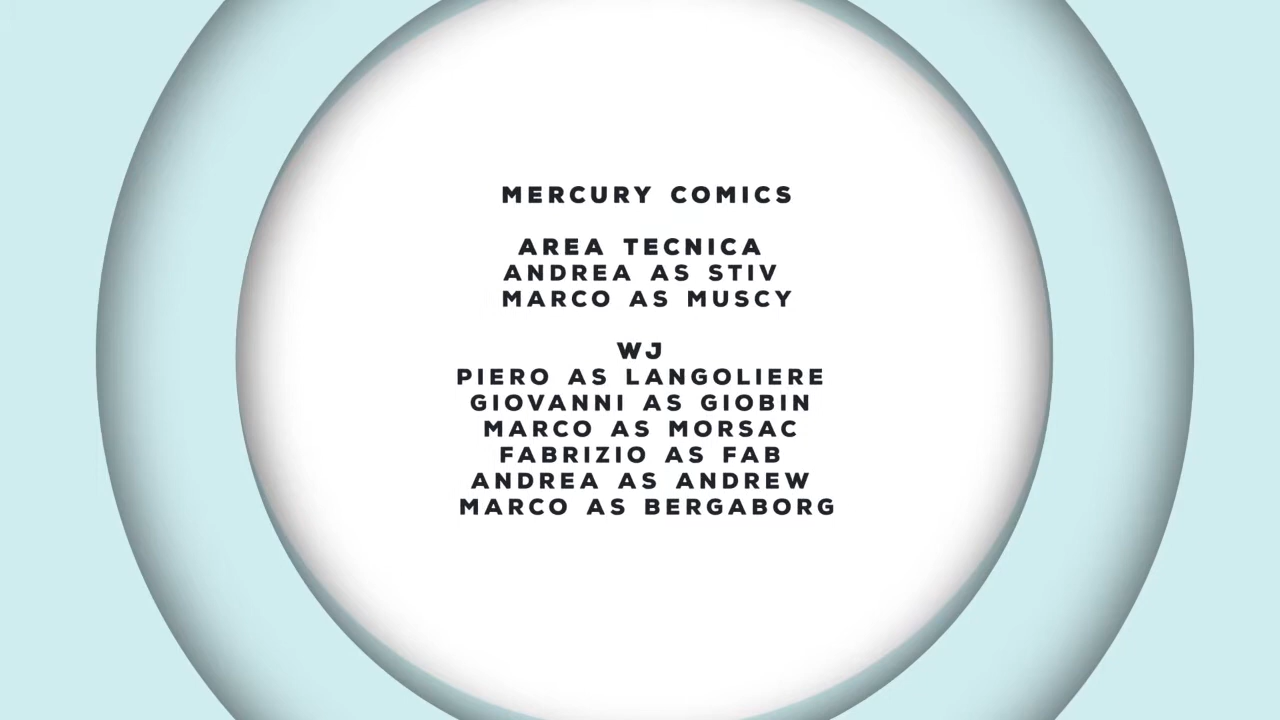 MERCURY COMICS
AREA TECNICA
ANDREA AS STIV
MARCO AS MUSCY
WJ
PIERO AS LANGOLIERE
GIOVANNI AS GIOBIN
MARCO AS MORSAC
FABRIZIO AS FAB
ANDREA AS ANDREW
MARCO AS BERGABORG